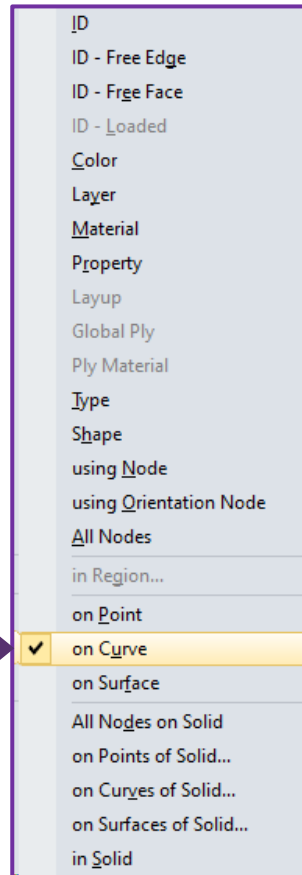 ID
ID - Free Edge
ID - Free Face
ID - Loaded
Color
Layer
Material
Property
Layup
Global Ply
Ply Material
Type
Shape
using Node
using Orientation Node
All Nodes
in Region...
on Point
on Curve
on Surface
All Nodes on Solid
on Points of Solid...
on Curves of Solid...
on Surfaces of Solid...
in Solid